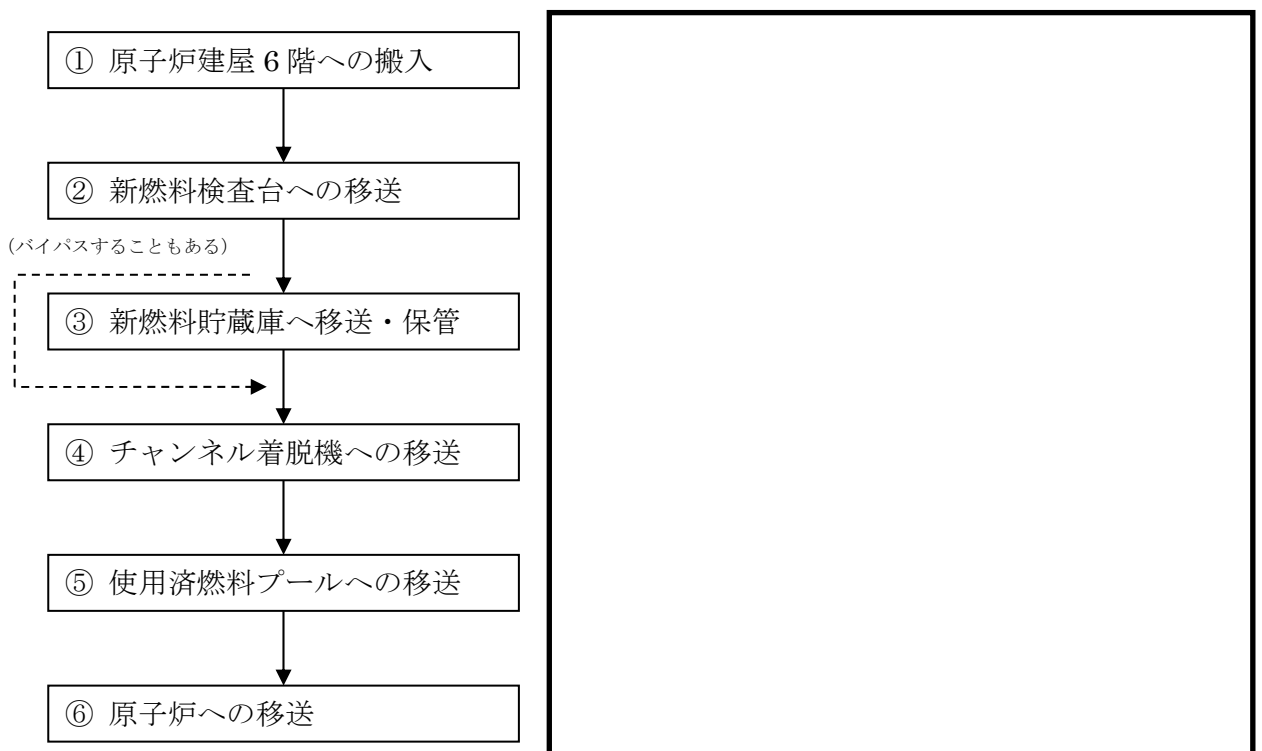 ① 原子炉建屋 6 階への搬入
② 新燃料検査台への移送
(バイパスすることもある)
③ 新燃料貯蔵庫へ移送・保管
④ チャンネル着脱機への移送
⑤ 使用済燃料プールへの移送
⑥ 原子炉への移送